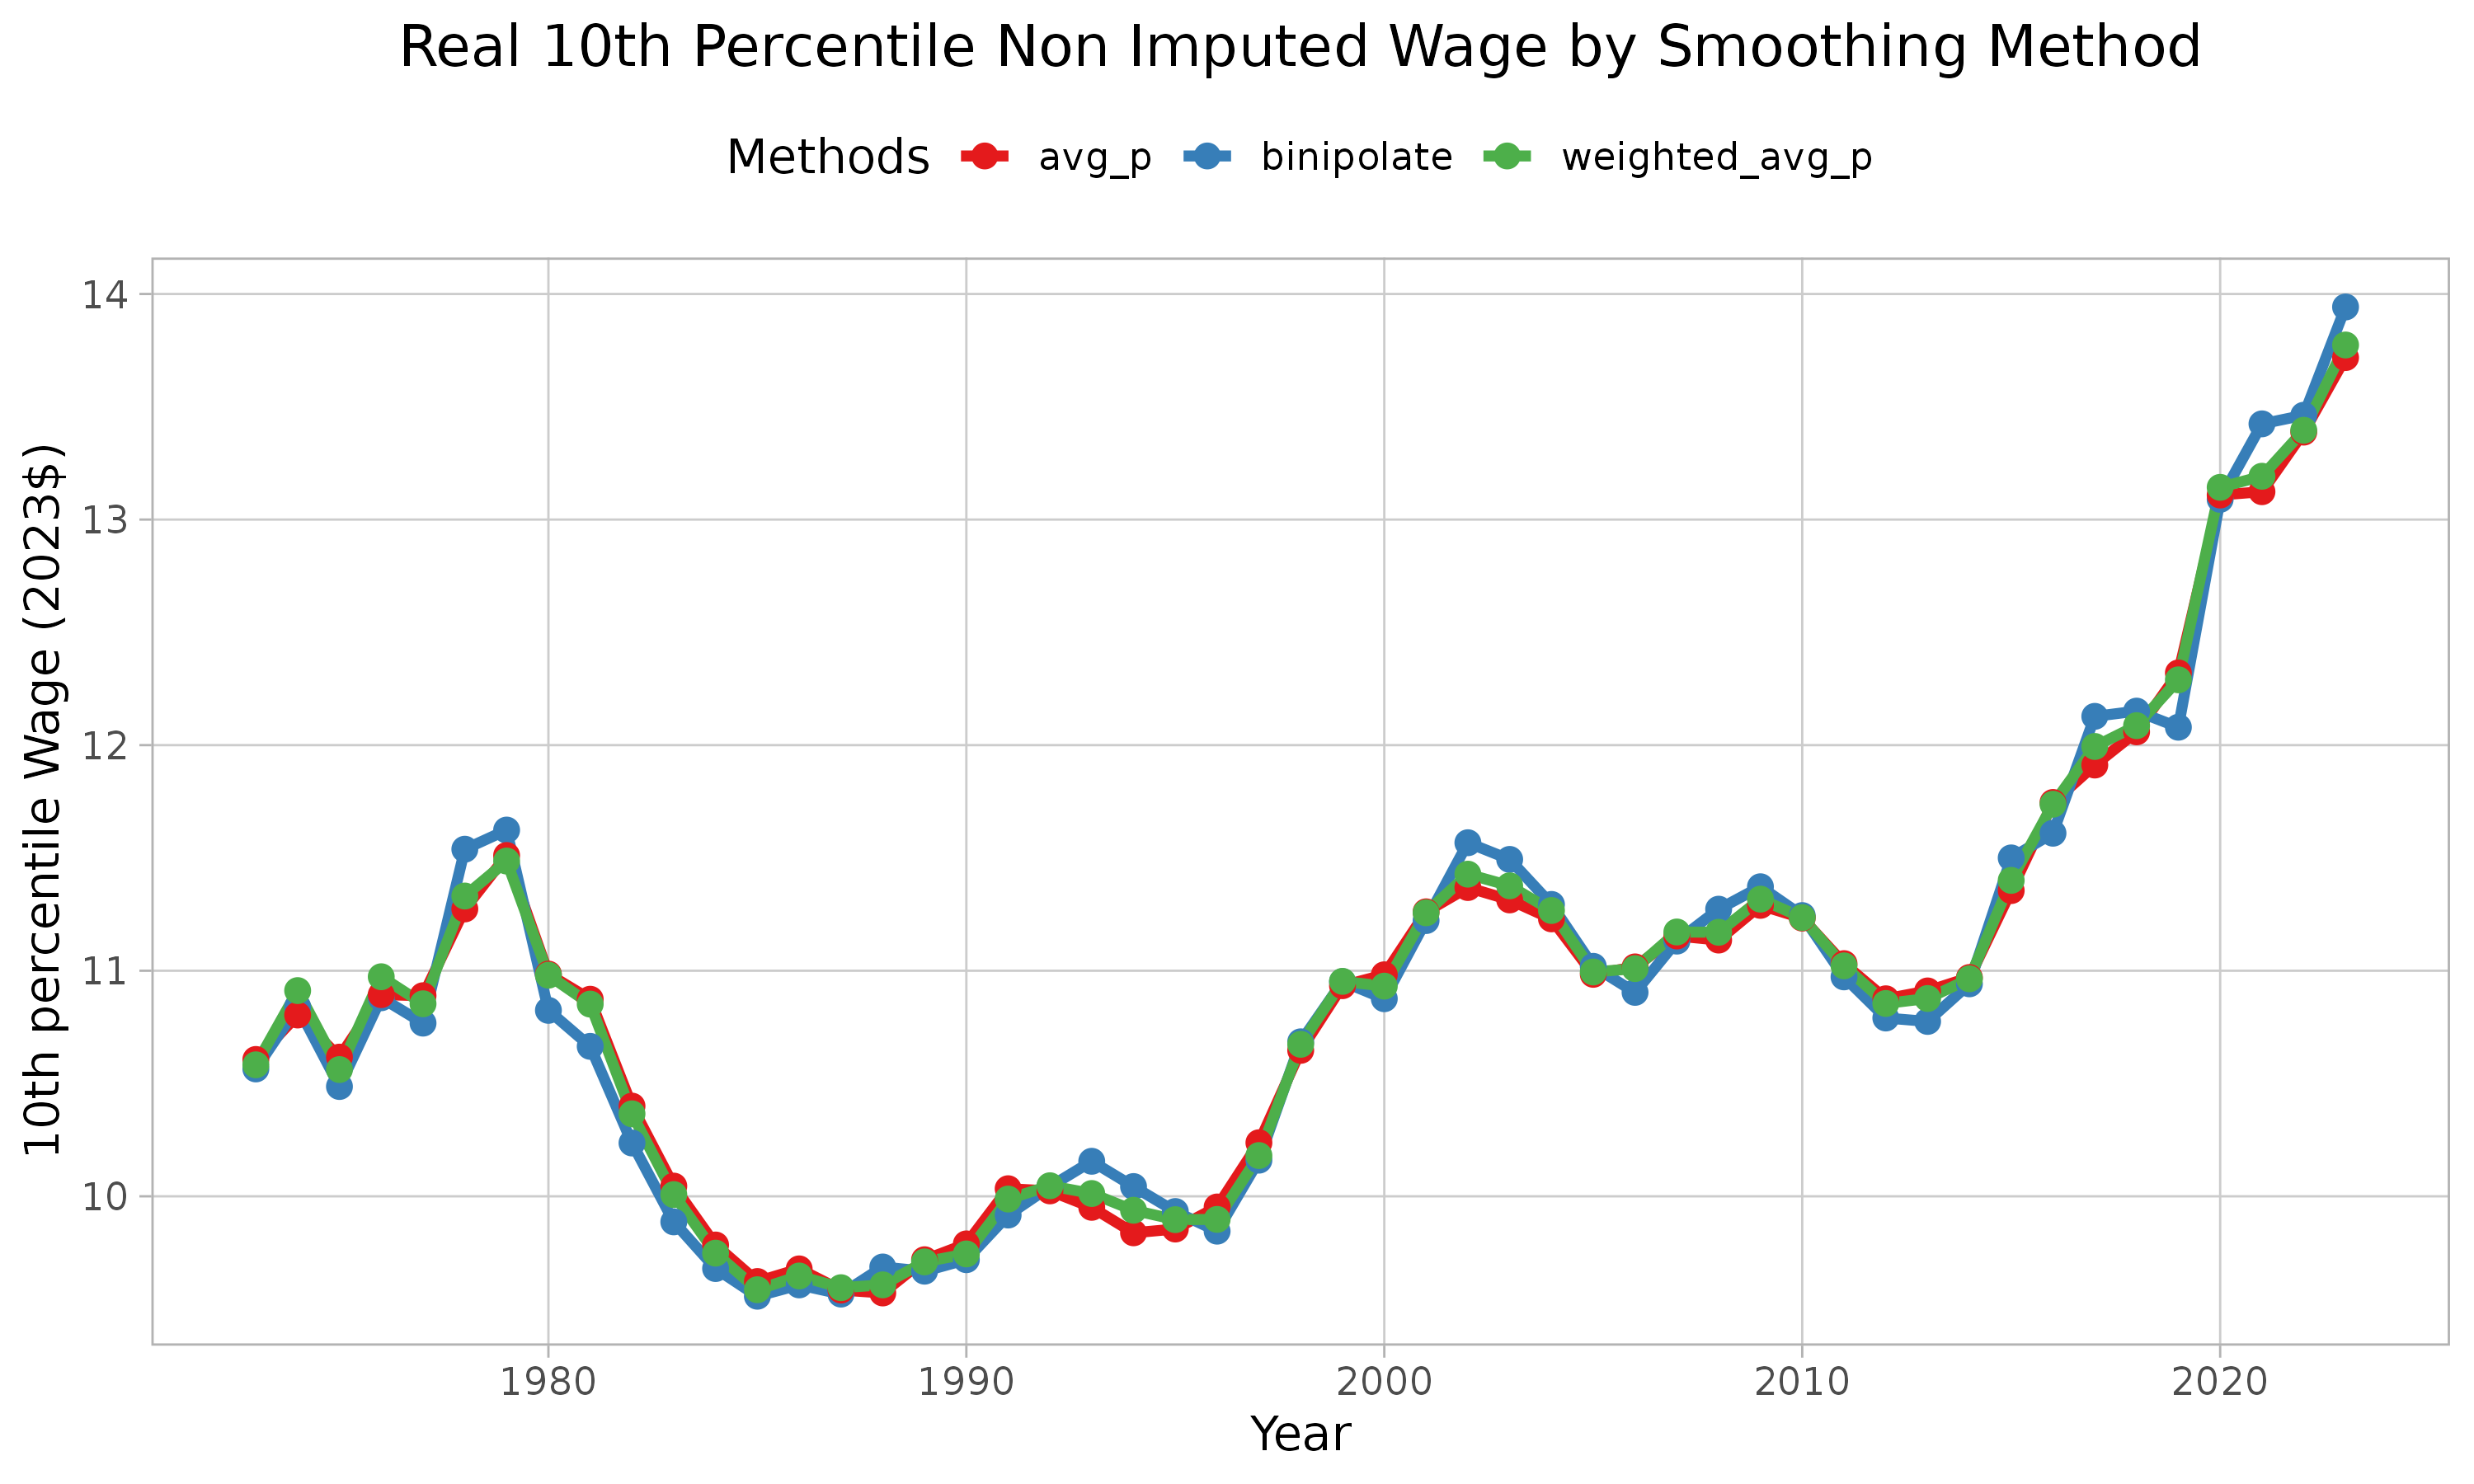 Real 10th Percentile Non Imputed Wage by Smoothing Method
Methods avg_p binipolate weighted_avg_p
10th percentile Wage (2023$)
14
13
12
11
10
1980 1990 2000 2010 2020
Year